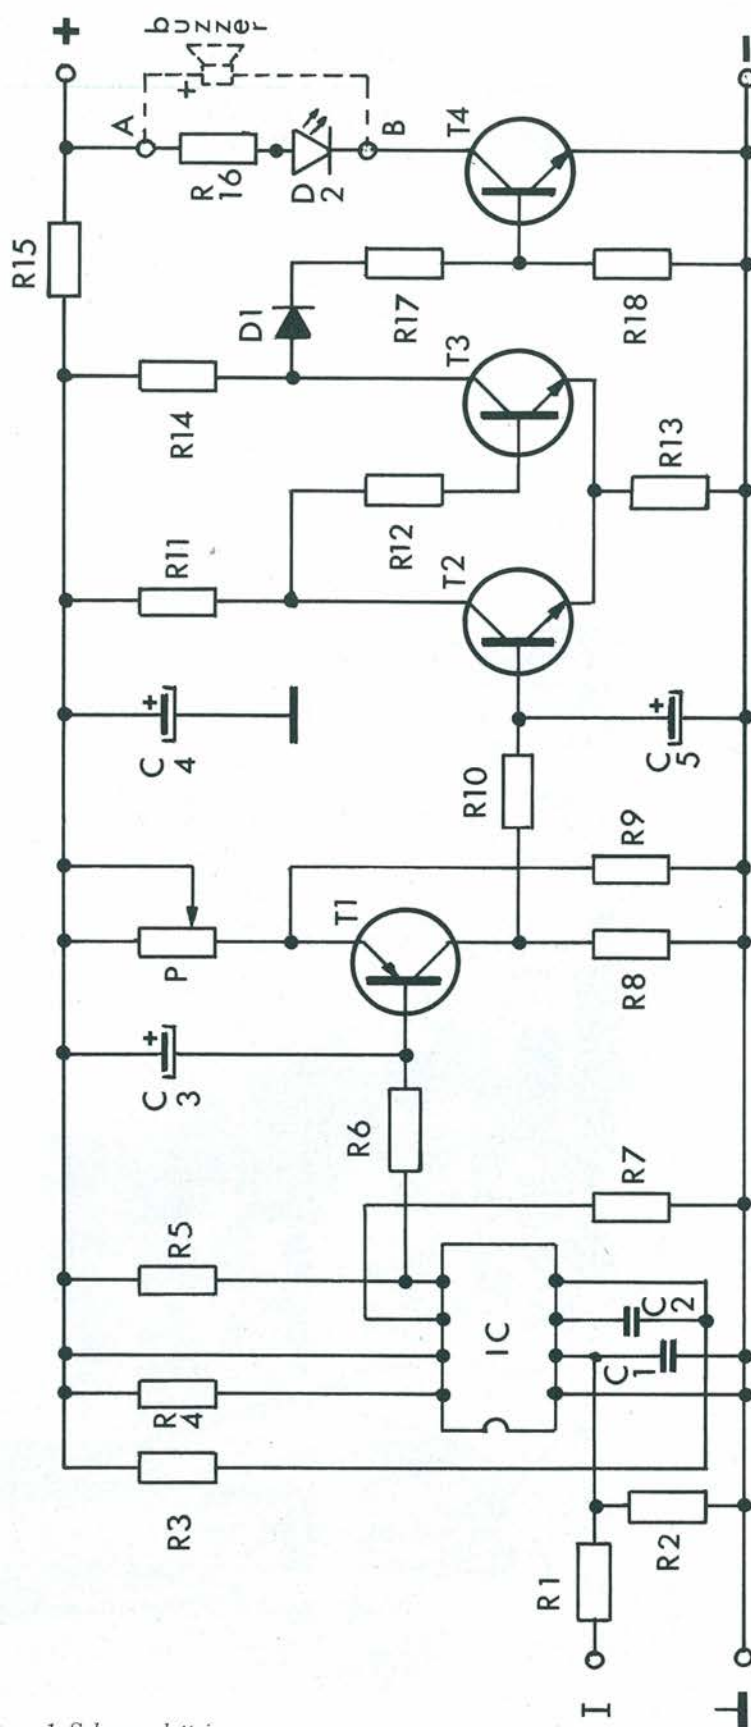 +
buzzer
+
A
B
-
R16
D2
T4
R15
D1
R17
R18
T3
R14
R13
R12
R11
T2
C4
+
R10
C5
+
R9
P
T1
R8
C3
+
R6
R7
R5
IC
C2
C1
R4
R3
R2
R1
I